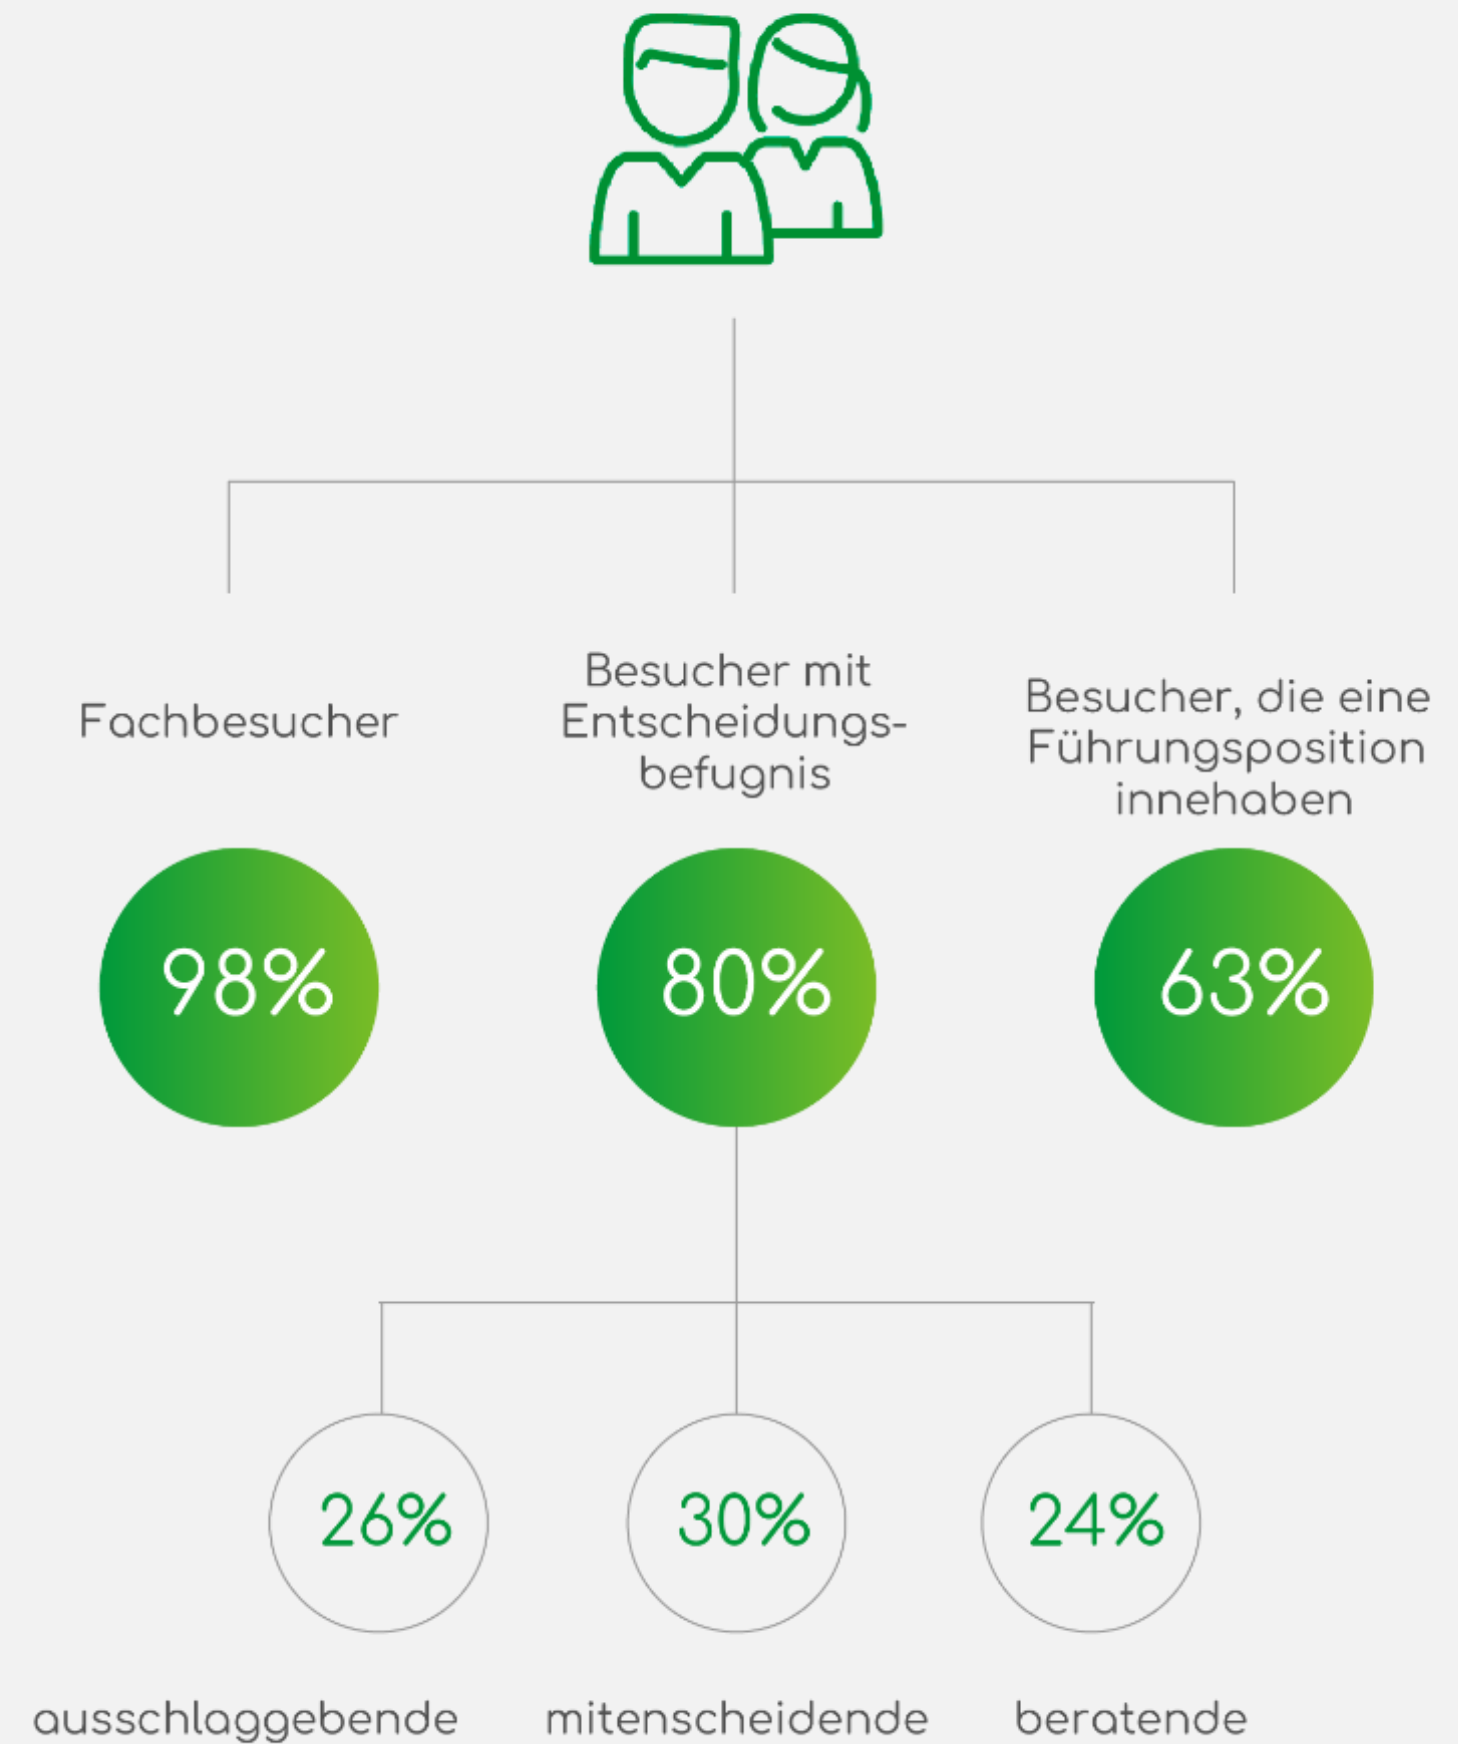 Fachbesucher
Besucher mit
Entscheidungs-
befugnis
Besucher, die eine
Führungsposition
innehaben
98%
80%
63%
26%
30%
24%
ausschlaggebende
mitenscheidende
beratende